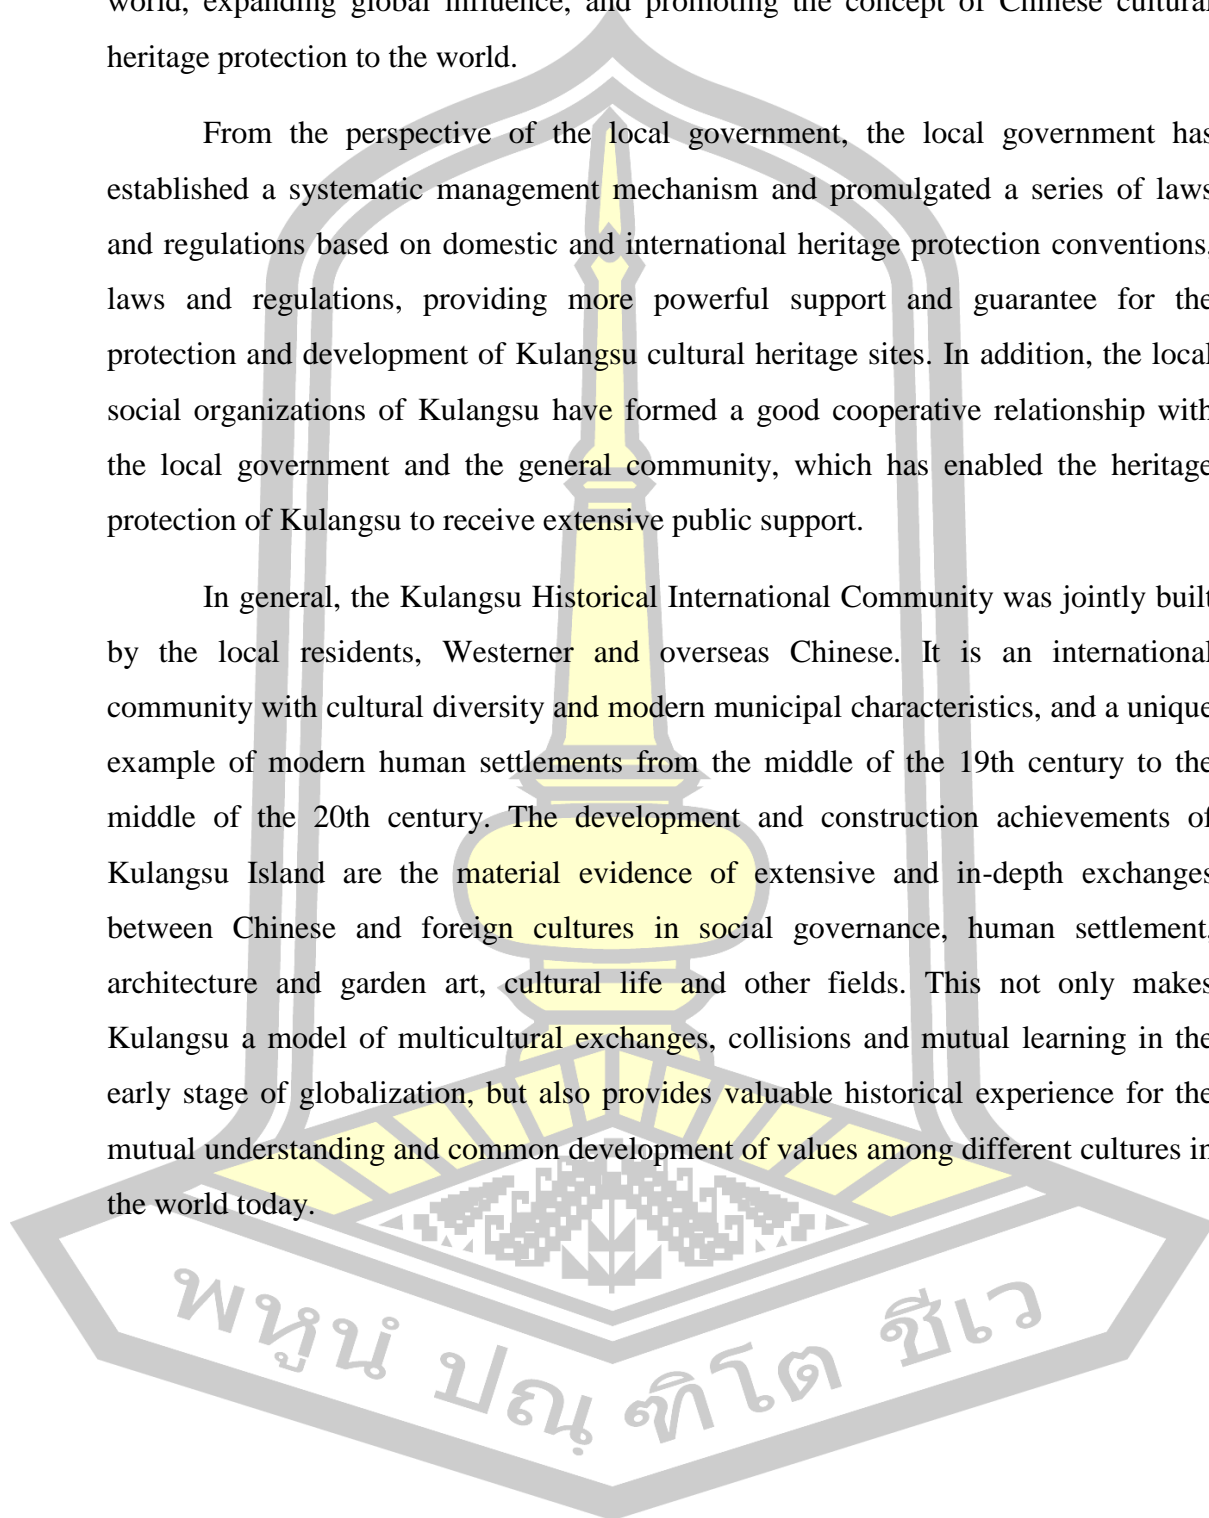 world, expanding global influence, and promoting the concept of Chinese cultural
heritage protection to the world.
From the perspective of the local government, the local government has
established a systematic management mechanism and promulgated a series of laws
and regulations based on domestic and international heritage protection conventions,
laws and regulations, providing more powerful support and guarantee for the
protection and development of Kulangsu cultural heritage sites. In addition, the local
social organizations of Kulangsu have formed a good cooperative relationship with
the local government and the general community, which has enabled the heritage
protection of Kulangsu to receive extensive public support.
In general, the Kulangsu Historical International Community was jointly built
by the local residents, Westerner and overseas Chinese. It is an international
community with cultural diversity and modern municipal characteristics, and a unique
example of modern human settlements from the middle of the 19th century to the
middle of the 20th century. The development and construction achievements of
Kulangsu Island are the material evidence of extensive and in-depth exchanges
between Chinese and foreign cultures in social governance, human settlement,
architecture and garden art, cultural life and other fields. This not only makes
Kulangsu a model of multicultural exchanges, collisions and mutual learning in the
early stage of globalization, but also provides valuable historical experience for the
mutual understanding and common development of values among different cultures in
the world today.
พหูนํ ปณฺฑิโต ชีเว